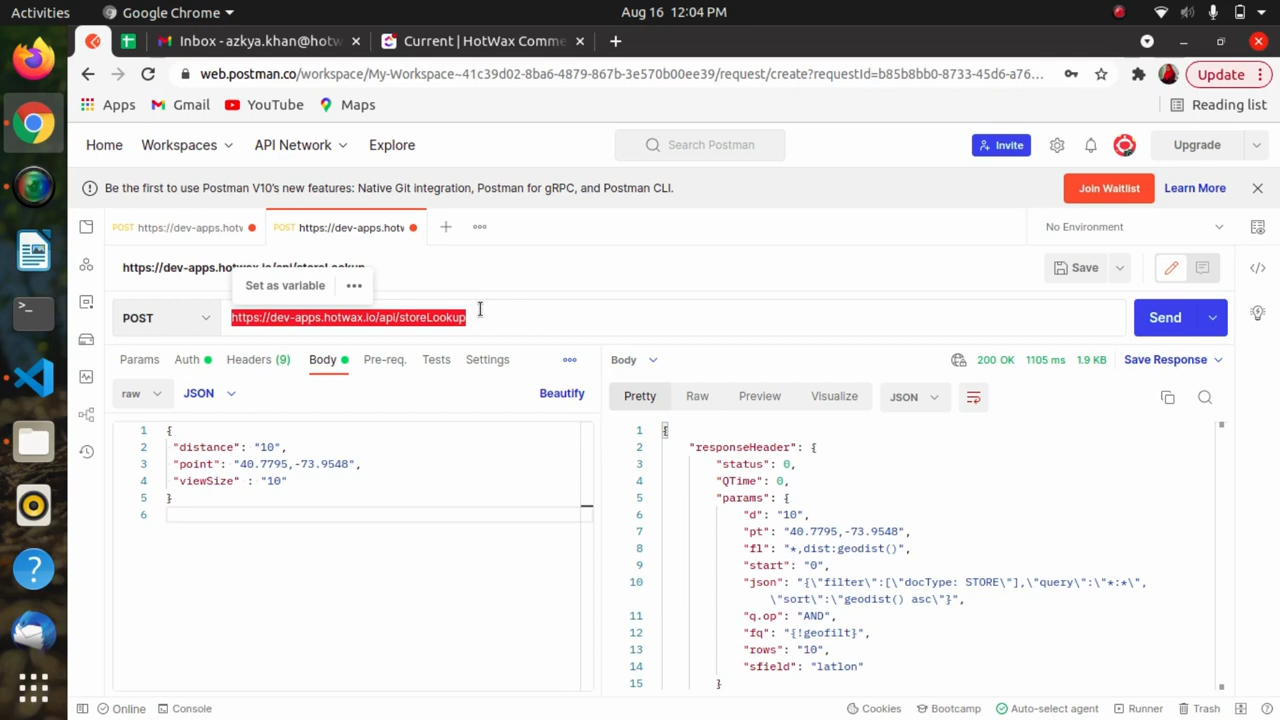 Activities Google Chrome Aug 16 12:04 PM
Inbox - azkya.khan@hotw Current | HotWax Comme
web.postman.co/workspace/My-Workspace~41c39d02-8ba6-4879-867b-3e570b00ee39/request/create?requestId=b85b8bb0-8733-45d6-a76… Update
Apps Gmail YouTube Maps Reading list
Home Workspaces API Network Explore Search Postman Invite Upgrade
Be the first to use Postman V10's new features: Native Git integration, Postman for gRPC, and Postman CLI. Join Waitlist Learn More
POST https://dev-apps.hotw POST https://dev-apps.hotw No Environment
https://dev-apps.hotwax.io/api/storeLookup Save
Set as variable
POST https://dev-apps.hotwax.io/api/storeLookup Send
Params Auth Headers (9) Body Pre-req. Tests Settings Body 200 OK 1105 ms 1.9 KB Save Response
raw JSON Beautify Pretty Raw Preview Visualize JSON
1 {
2 "distance": "10",
3 "point": "40.7795,-73.9548",
4 "viewSize" : "10"
5 }
6
1 {
2 "responseHeader": {
3 "status": 0,
4 "QTime": 0,
5 "params": {
6 "d": "10",
7 "pt": "40.7795,-73.9548",
8 "fl": "*,dist:geodist()",
9 "start": "0",
10 "json": "{\"filter\":[\"docType: STORE\"],\"query\":\"*:*\",
\"sort\":\"geodist() asc\"}",
11 "q.op": "AND",
12 "fq": "{!geofilt}",
13 "rows": "10",
14 "sfield": "latlon"
15 }
Online Console Cookies Bootcamp Auto-select agent Runner Trash